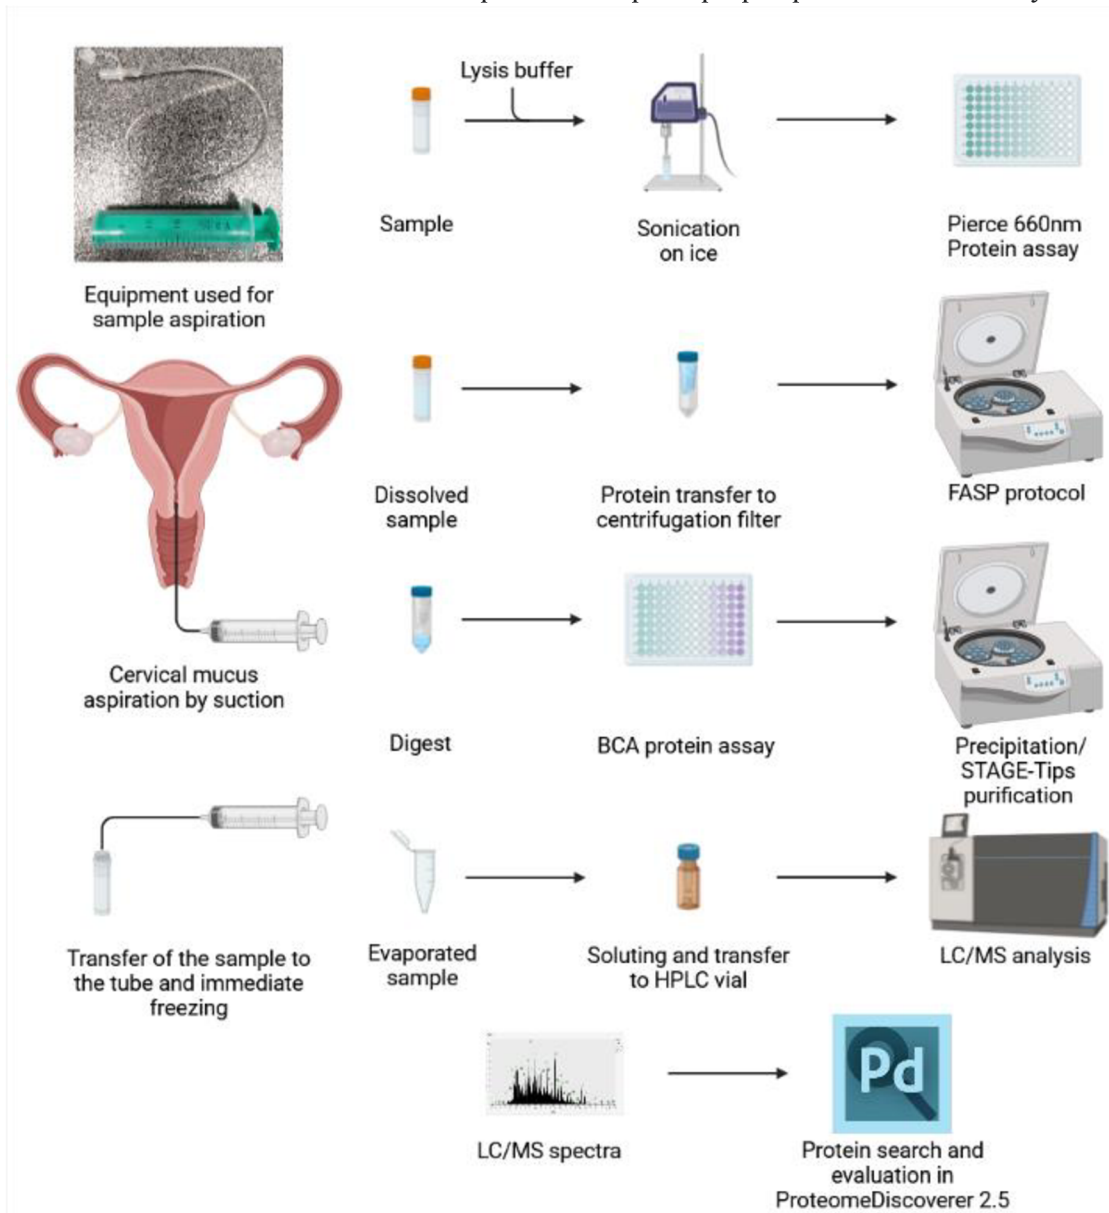 Lysis buffer
Sample
Sonication
on ice
Pierce 660nm
Protein assay
Equipment used for
sample aspiration
Dissolved
sample
Protein transfer to
centrifugation filter
FASP protocol
Cervical mucus
aspiration by suction
Digest
BCA protein assay
Precipitation/
STAGE-Tips
purification
Transfer of the sample to
the tube and immediate
freezing
Evaporated
sample
Soluting and transfer
to HPLC vial
LC/MS analysis
LC/MS spectra
Pd
Protein search and
evaluation in
ProteomeDiscoverer 2.5